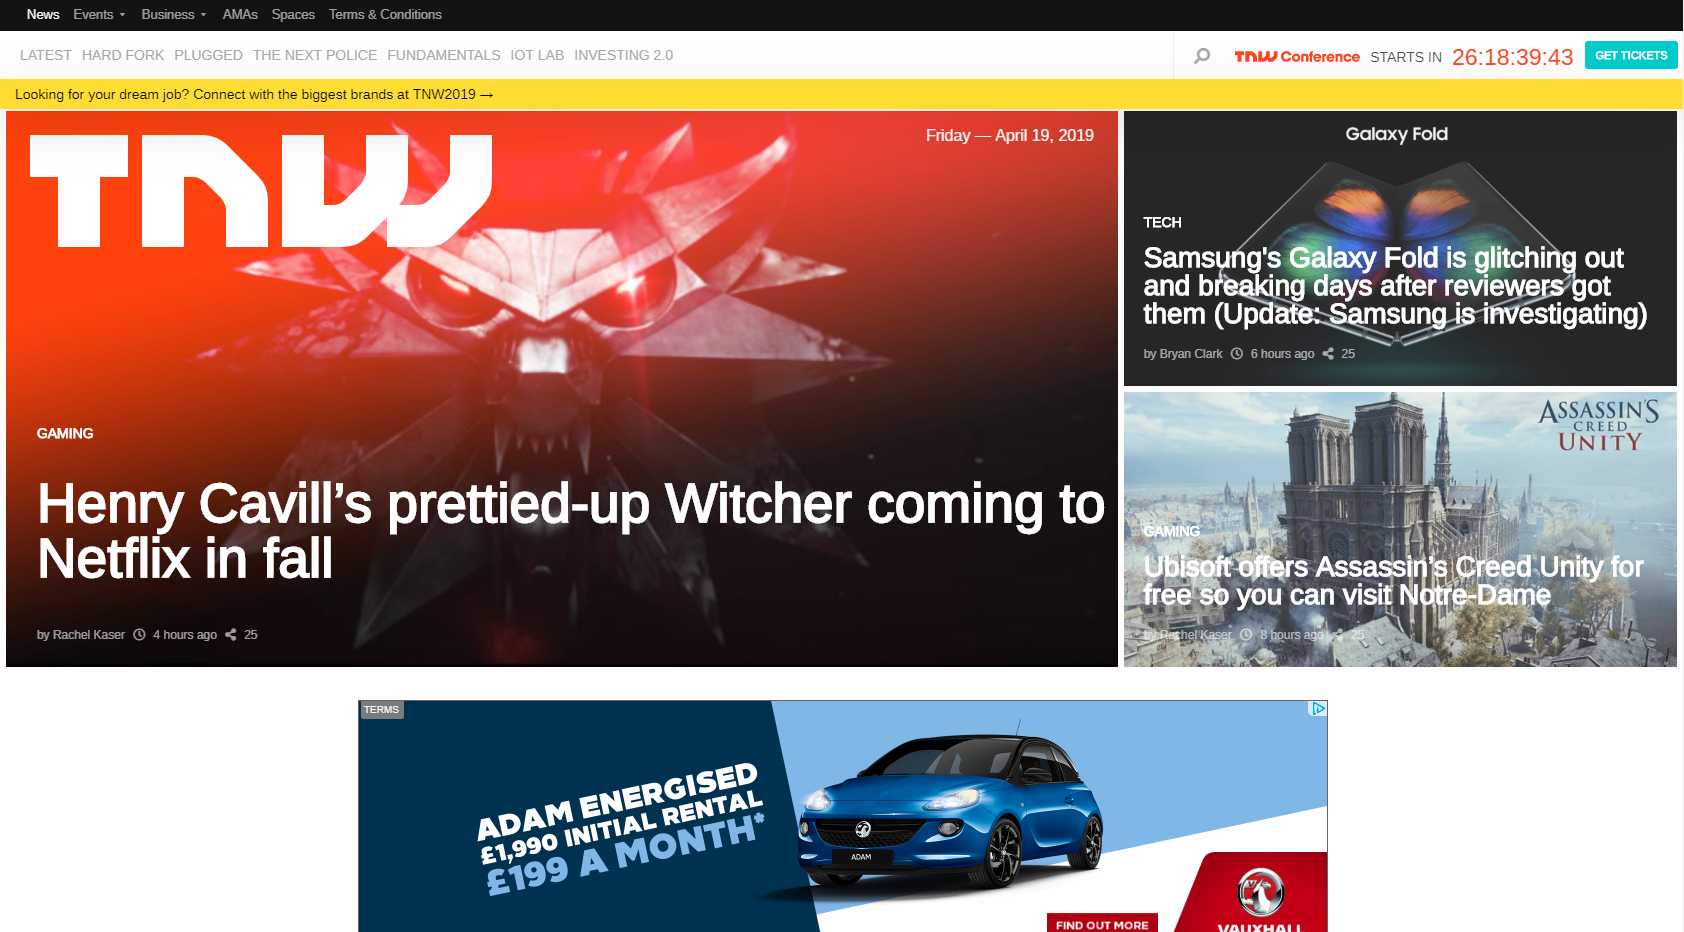 News Events Business AMAs Spaces Terms & Conditions
LATEST HARD FORK PLUGGED THE NEXT POLICE FUNDAMENTALS IOT LAB INVESTING 2.0
TNW Conference STARTS IN 26:18:39:43 GET TICKETS
Looking for your dream job? Connect with the biggest brands at TNW2019 →
TNW
Friday — April 19, 2019
GAMING
Henry Cavill’s prettied-up Witcher coming to
Netflix in fall
by Rachel Kaser 4 hours ago 25
Galaxy Fold
TECH
Samsung's Galaxy Fold is glitching out
and breaking days after reviewers got
them (Update: Samsung is investigating)
by Bryan Clark 6 hours ago 25
ASSASSIN'S
CREED
UNITY
GAMING
Ubisoft offers Assassin’s Creed Unity for
free so you can visit Notre-Dame
by Rachel Kaser 8 hours ago 25
TERMS
ADAM ENERGISED
£1,990 INITIAL RENTAL
£199 A MONTH*
ADAM
FIND OUT MORE
VAUXHALL